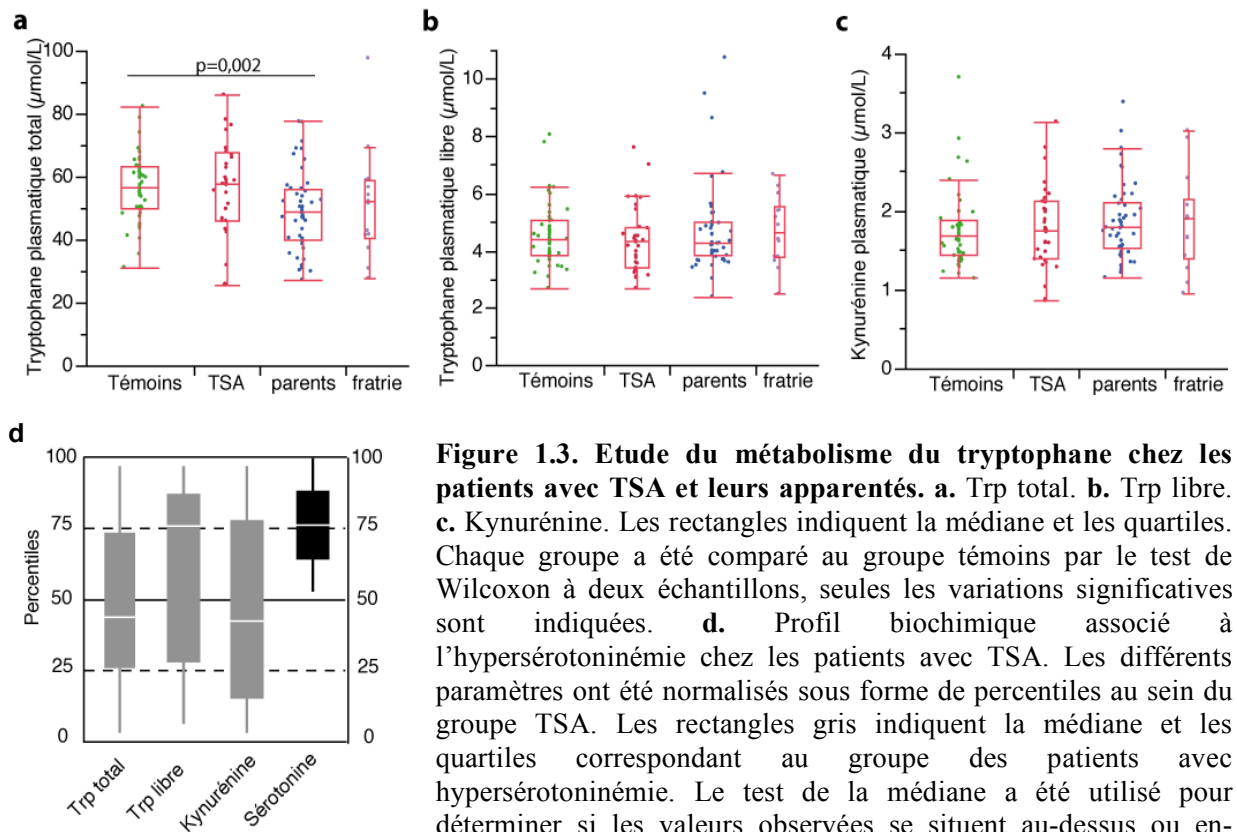 a
Tryptophane plasmatique total (µmol/L)
100
80
60
40
20
0
p=0,002
Témoins TSA parents fratrie
b
Tryptophane plasmatique libre (µmol/L)
10
8
6
4
2
0
Témoins TSA parents fratrie
c
Kynurénine plasmatique (µmol/L)
4
3
2
1
0
Témoins TSA parents fratrie
d
Percentiles
100 100
75 75
50 50
25 25
0 0
Trp total
Trp libre
Kynurénine
Sérotonine
Figure 1.3. Etude du métabolisme du tryptophane chez les
patients avec TSA et leurs apparentés. a. Trp total. b. Trp libre.
c. Kynurénine. Les rectangles indiquent la médiane et les quartiles.
Chaque groupe a été comparé au groupe témoins par le test de
Wilcoxon à deux échantillons, seules les variations significatives
sont indiquées. d. Profil biochimique associé à
l’hypersérotoninémie chez les patients avec TSA. Les différents
paramètres ont été normalisés sous forme de percentiles au sein du
groupe TSA. Les rectangles gris indiquent la médiane et les
quartiles correspondant au groupe des patients avec
hypersérotoninémie. Le test de la médiane a été utilisé pour
déterminer si les valeurs observées se situent au-dessus ou en-